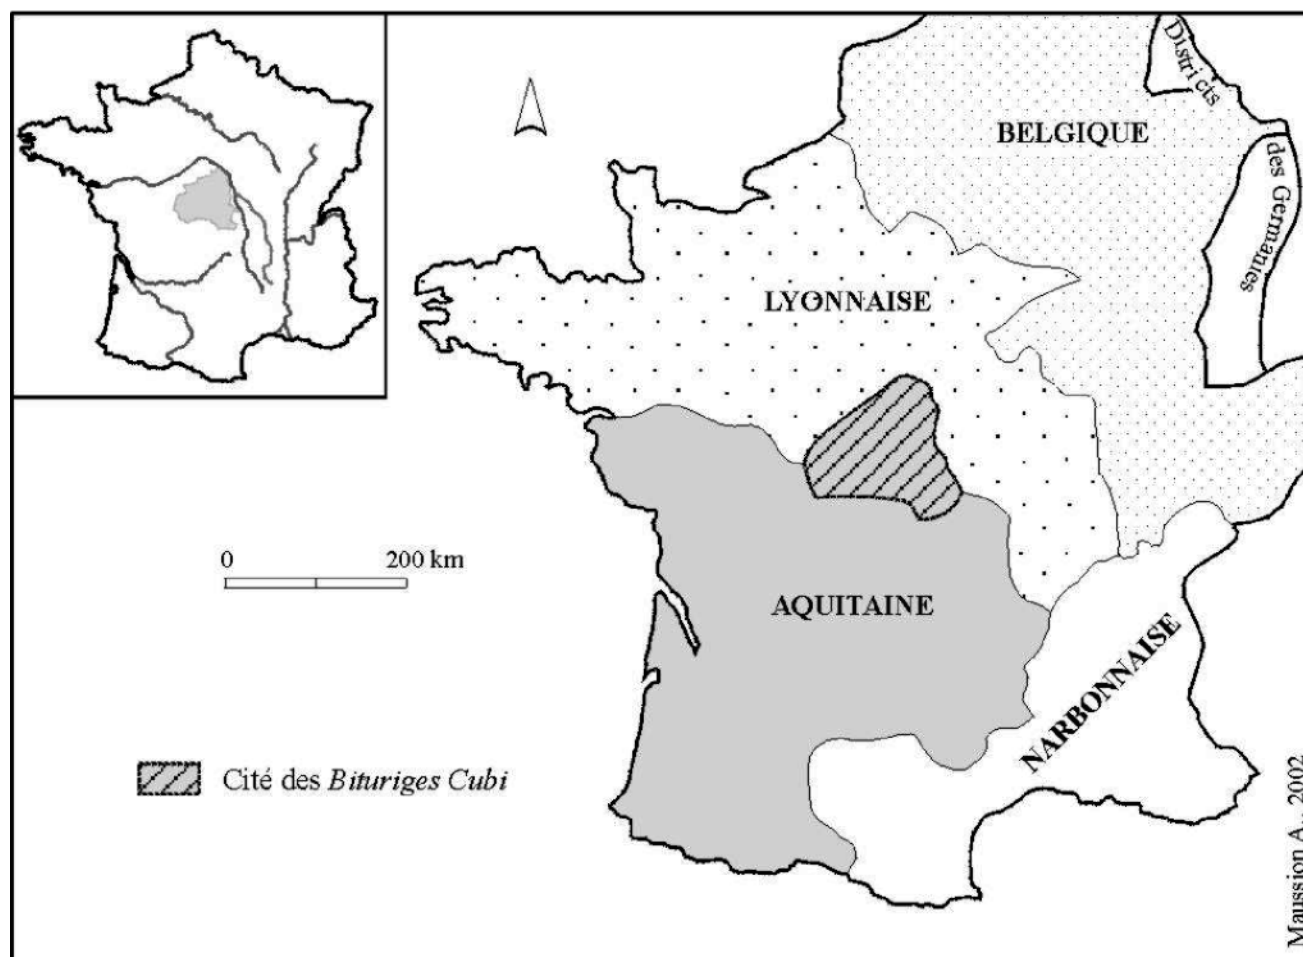 Districts
des Germanies
BELGIQUE
LYONNAISE
0 200 km
AQUITAINE
NARBONNAISE
Cité des Bituriges Cubi
Maussion A., 2002